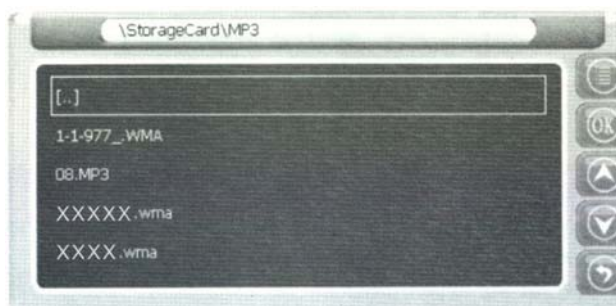 \StorageCard\MP3
[..]
1-1-977_.WMA
OK
08.MP3
XXXXX.wma
XXXX.wma